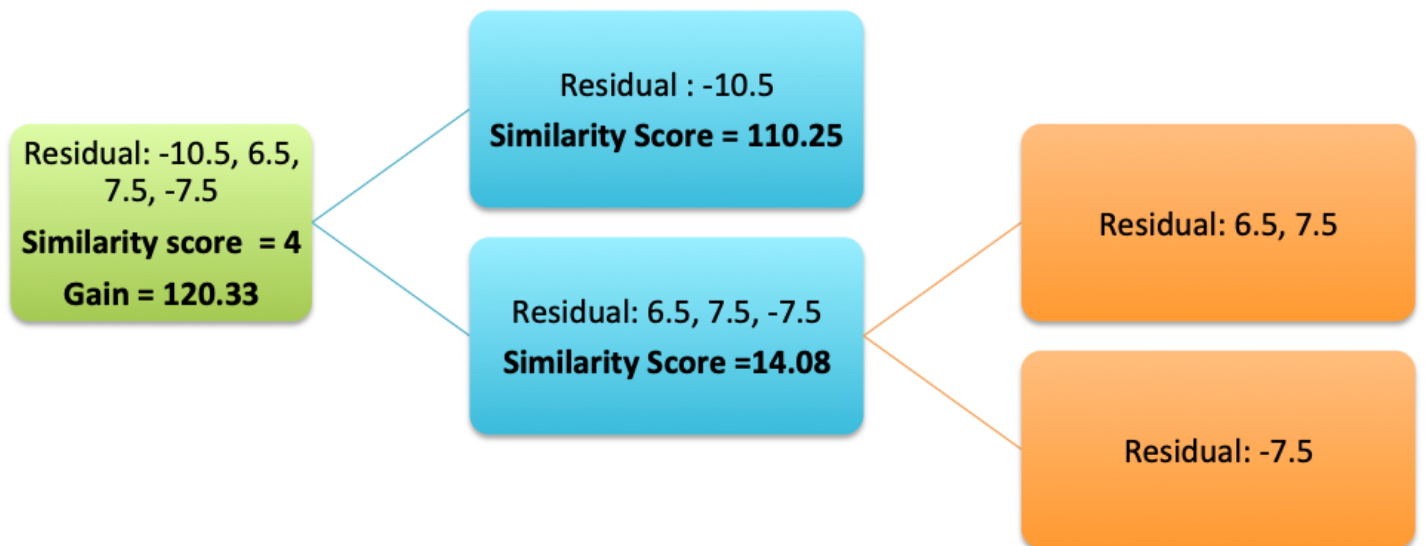 Residual: -10.5, 6.5,
7.5, -7.5
Similarity score = 4
Gain = 120.33
Residual : -10.5
Similarity Score = 110.25
Residual: 6.5, 7.5, -7.5
Similarity Score =14.08
Residual: 6.5, 7.5
Residual: -7.5